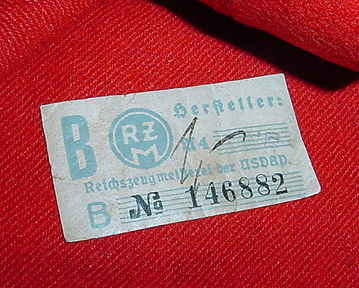 B RZM Hersteller:
Reichszeugmeisterei der NSDAP.
B № 146882